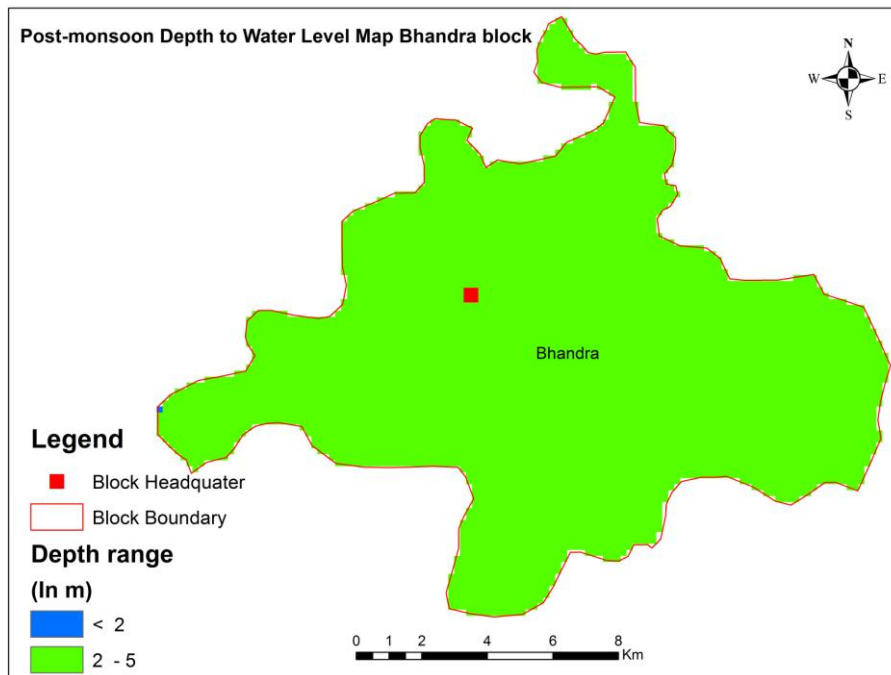 Post-monsoon Depth to Water Level Map Bhandra block
N
W E
S
Bhandra
Legend
Block Headquater
Block Boundary
Depth range
(In m)
< 2
2 - 5
0 1 2 4 6 8
Km